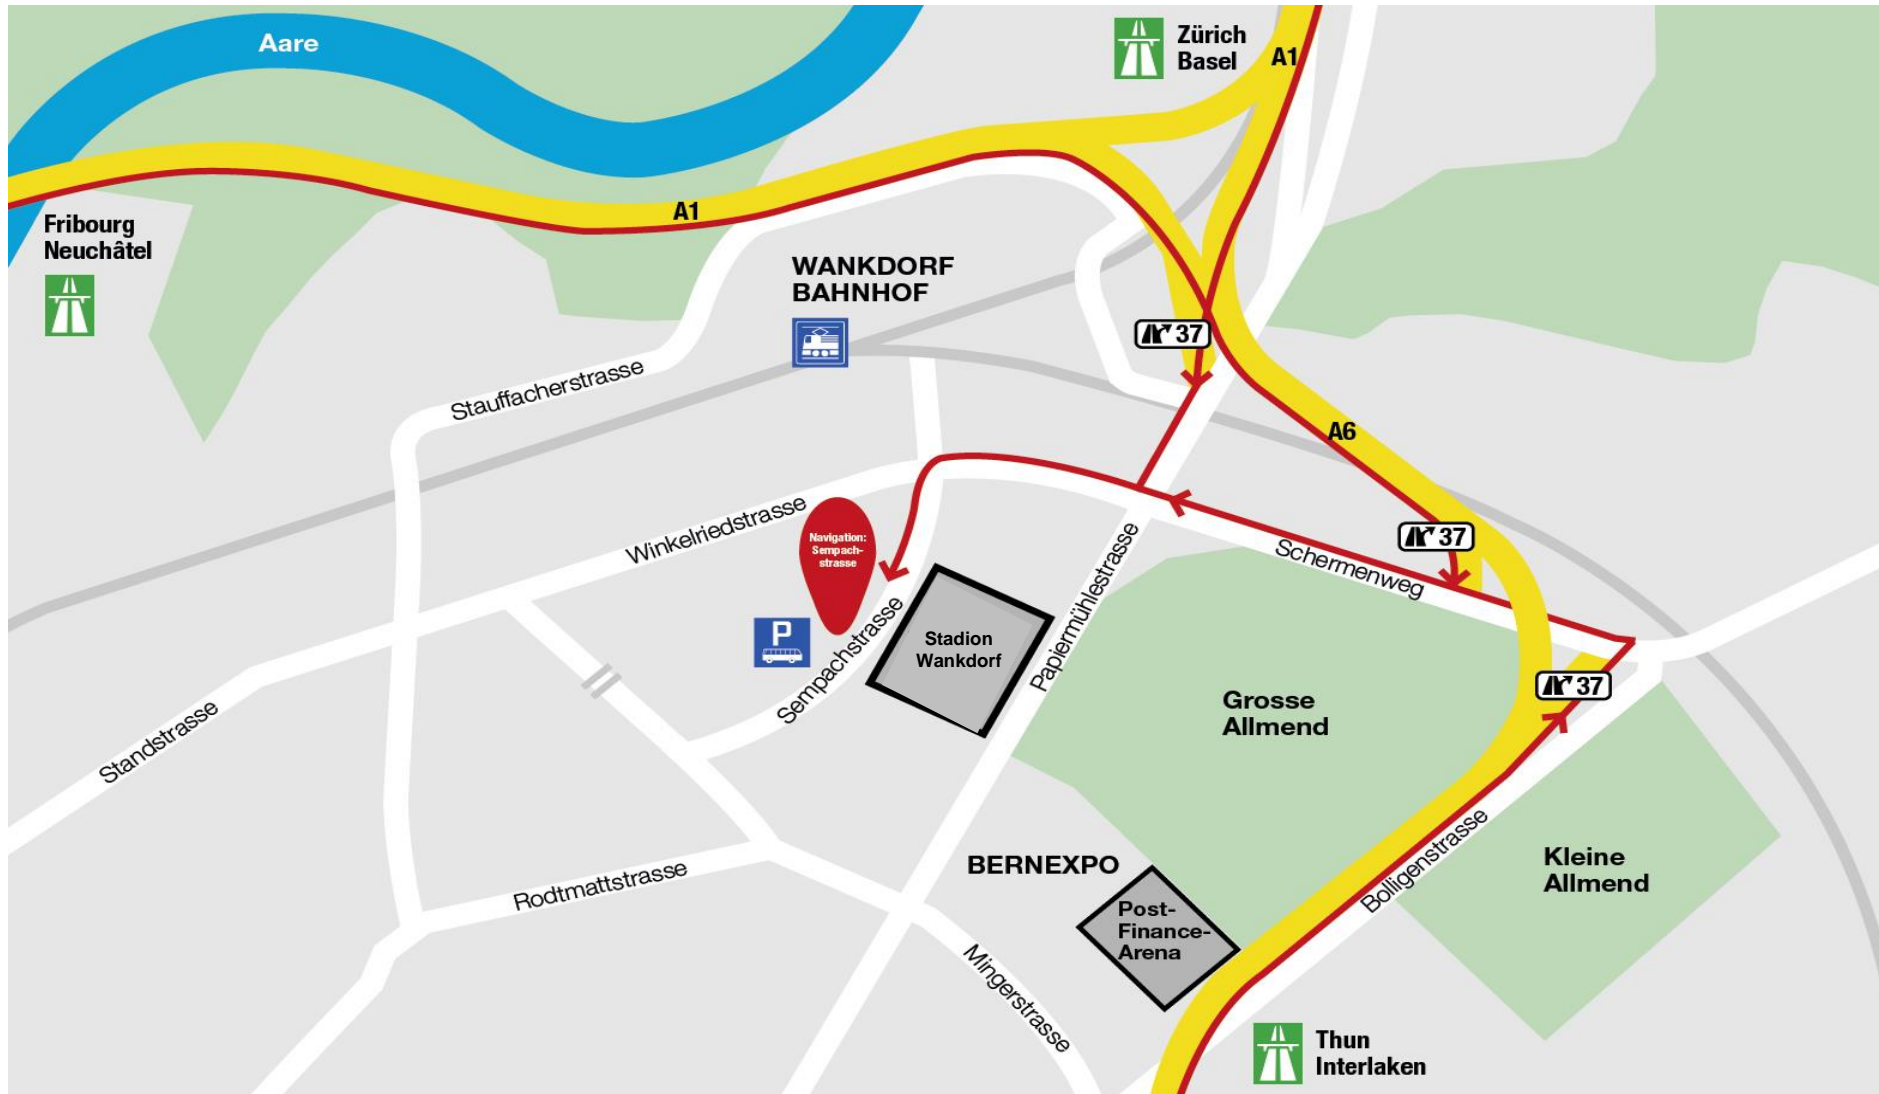 Aare
Zürich
Basel
A1
A1
Fribourg
Neuchâtel
WANKDORF
BAHNHOF
37
Stauffacherstrasse
A6
Winkelriedstrasse
Navigation:
Sempach-
strasse
37
Schermenweg
P
Stadion
Wankdorf
Sempachstrasse
Papiermühlestrasse
37
Grosse
Allmend
Standstrasse
BERNEXPO
Kleine
Allmend
Rodtmattstrasse
Bolligenstrasse
Post-
Finance-
Arena
Mingerstrasse
Thun
Interlaken